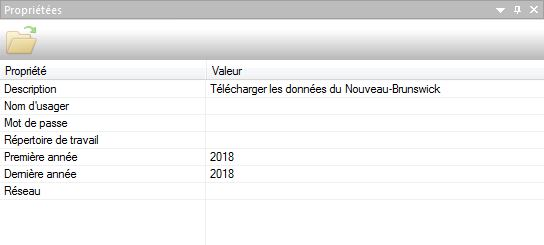 Propriétées
Propriété Valeur
Description Télécharger les données du Nouveau-Brunswick
Nom d'usager
Mot de passe
Répertoire de travail
Première année 2018
Dernière année 2018
Réseau